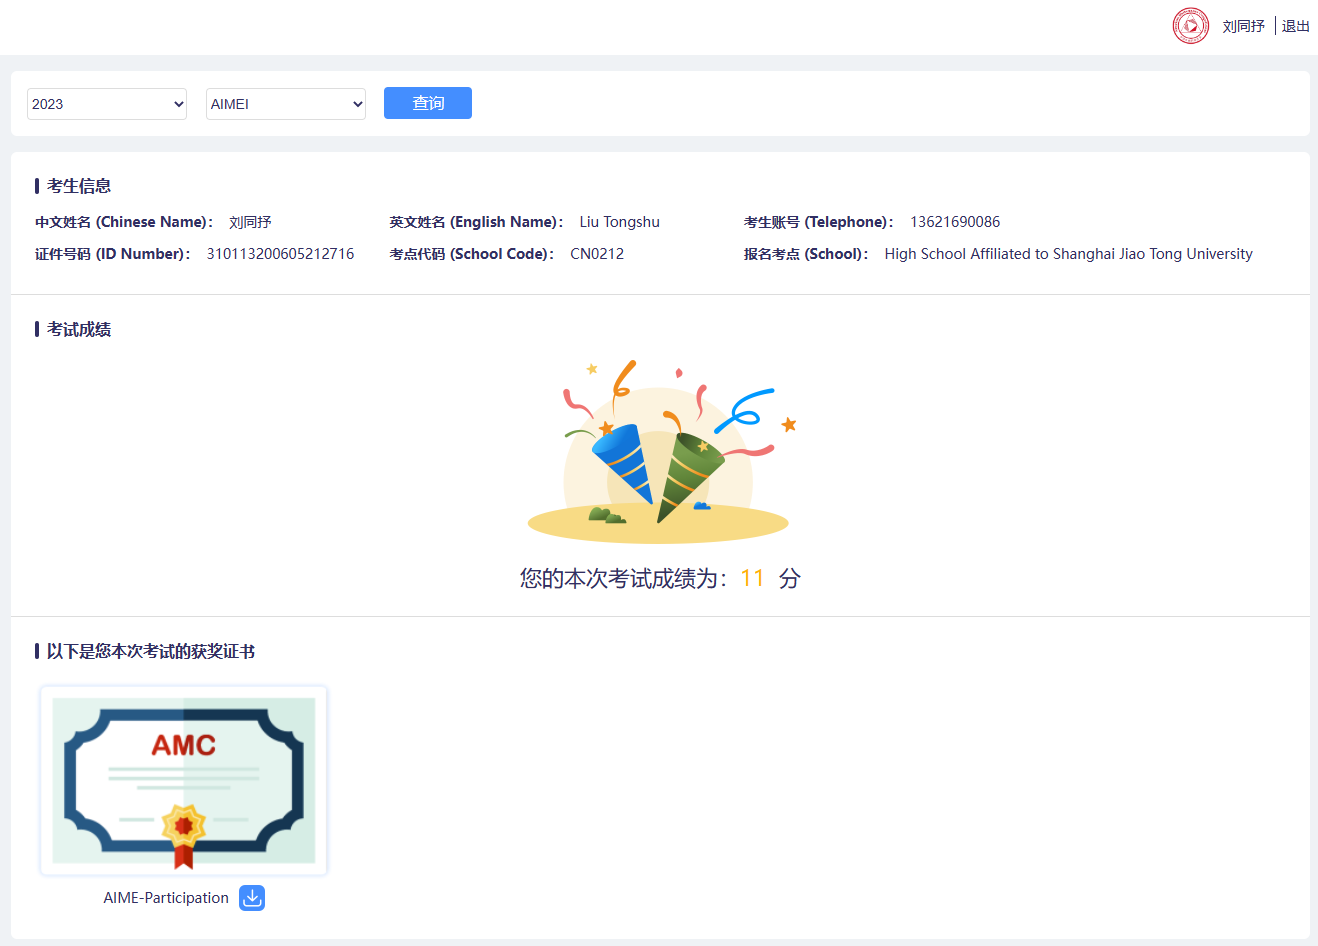 刘同抒 退出
2023 AIMEI 查询
考生信息
中文姓名 (Chinese Name)： 刘同抒 英文姓名 (English Name)： Liu Tongshu 考生账号 (Telephone)： 13621690086
证件号码 (ID Number)： 310113200605212716 考点代码 (School Code)： CN0212 报名考点 (School)： High School Affiliated to Shanghai Jiao Tong University
考试成绩
您的本次考试成绩为：11 分
以下是您本次考试的获奖证书
AMC
AIME-Participation